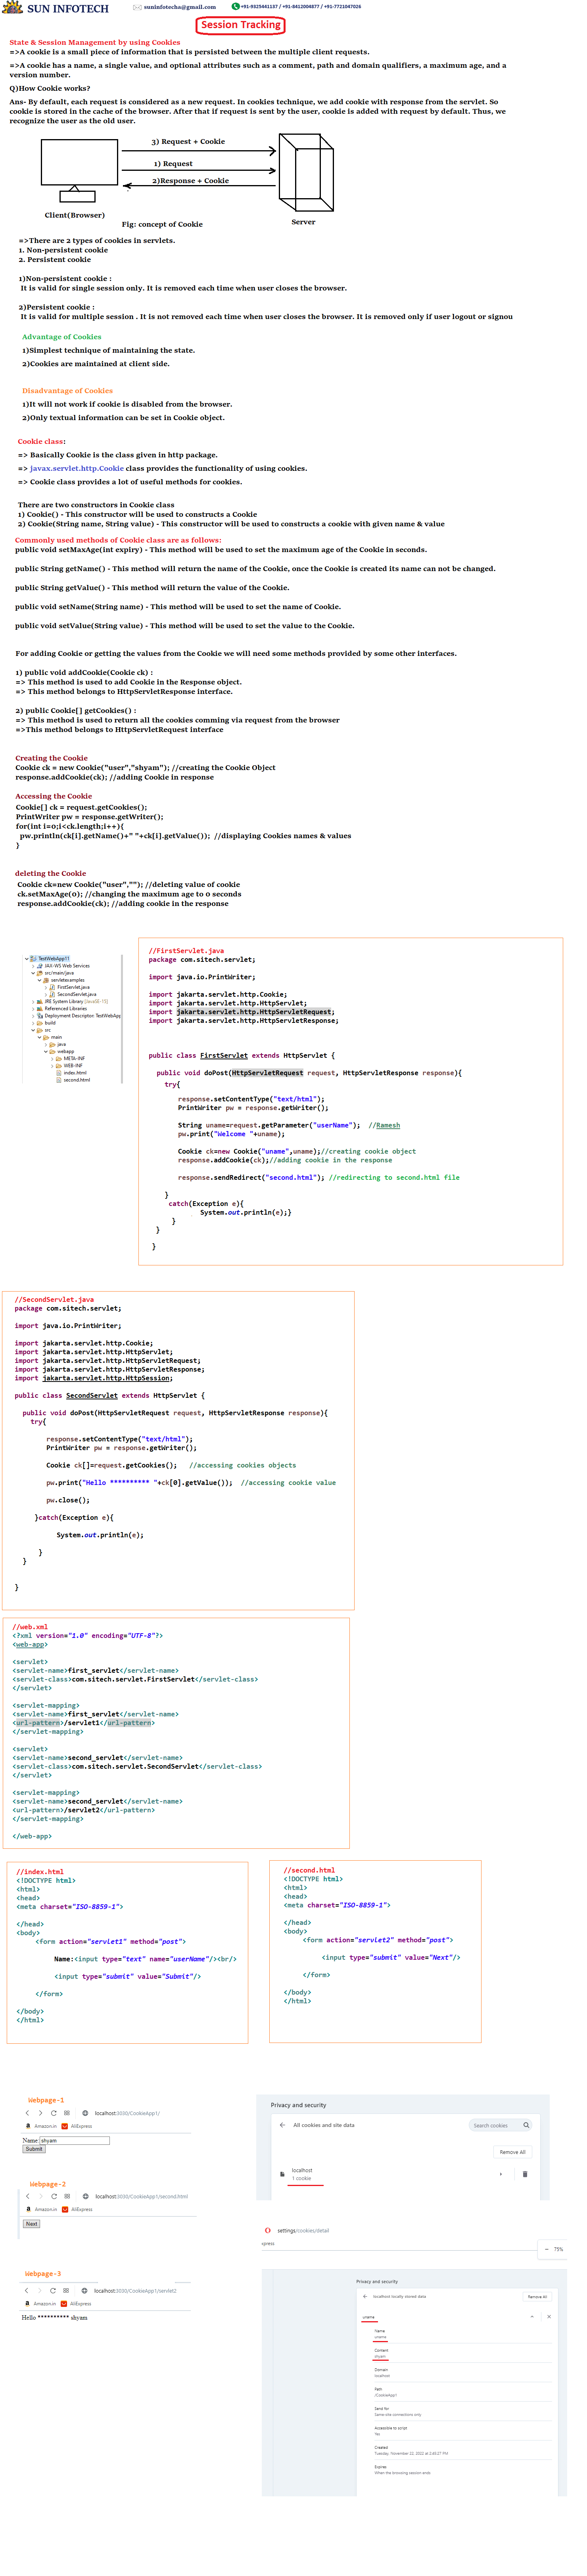 SUN INFOTECH
suninfotecha@gmail.com
+91-9325441537 / +91-8412004877 / +91-7721047026
Session Tracking
State & Session Management by using Cookies
=>A cookie is a small piece of information that is persisted between the multiple client requests.
=>A cookie has a name, a single value, and optional attributes such as a comment, path and domain qualifiers, a maximum age, and a
version number.
Q)How Cookie works?
Ans- By default, each request is considered as a new request. In cookies technique, we add cookie with response from the servlet. So
cookie is stored in the cache of the browser. After that if request is sent by the user, cookie is added with request by default. Thus, we
recognize the user as the old user.
3) Request + Cookie
1) Request
2)Response + Cookie
Client(Browser)
Server
Fig: concept of Cookie
=>There are 2 types of cookies in servlets.
1. Non-persistent cookie
2. Persistent cookie
1)Non-persistent cookie :
It is valid for single session only. It is removed each time when user closes the browser.
2)Persistent cookie :
It is valid for multiple session . It is not removed each time when user closes the browser. It is removed only if user logout or signou
Advantage of Cookies
1)Simplest technique of maintaining the state.
2)Cookies are maintained at client side.
Disadvantage of Cookies
1)It will not work if cookie is disabled from the browser.
2)Only textual information can be set in Cookie object.
Cookie class:
=> Basically Cookie is the class given in http package.
=> javax.servlet.http.Cookie class provides the functionality of using cookies.
=> Cookie class provides a lot of useful methods for cookies.
There are two constructors in Cookie class
1) Cookie() - This constructor will be used to constructs a Cookie
2) Cookie(String name, String value) - This constructor will be used to constructs a cookie with given name & value
Commonly used methods of Cookie class are as follows:
public void setMaxAge(int expiry) - This method will be used to set the maximum age of the Cookie in seconds.
public String getName() - This method will return the name of the Cookie, once the Cookie is created its name can not be changed.
public String getValue() - This method will return the value of the Cookie.
public void setName(String name) - This method will be used to set the name of Cookie.
public void setValue(String value) - This method will be used to set the value to the Cookie.
For adding Cookie or getting the values from the Cookie we will need some methods provided by some other interfaces.
1) public void addCookie(Cookie ck) :
=> This method is used to add Cookie in the Response object.
=> This method belongs to HttpServletResponse interface.
2) public Cookie[] getCookies() :
=> This method is used to return all the cookies comming via request from the browser
=>This method belongs to HttpServletRequest interface
Creating the Cookie
Cookie ck = new Cookie("user","shyam"); //creating the Cookie Object
response.addCookie(ck); //adding Cookie in response
Accessing the Cookie
Cookie[] ck = request.getCookies();
PrintWriter pw = response.getWriter();
for(int i=0;i<ck.length;i++){
pw.println(ck[i].getName()+" "+ck[i].getValue()); //displaying Cookies names & values
}
deleting the Cookie
Cookie ck=new Cookie("user",""); //deleting value of cookie
ck.setMaxAge(0); //changing the maximum age to 0 seconds
response.addCookie(ck); //adding cookie in the response
TestWebApp11
JAX-WS Web Services
src/main/java
servletexamples
FirstServlet.java
SecondServlet.java
JRE System Library [JavaSE-15]
Referenced Libraries
Deployment Descriptor: TestWebApp
build
src
main
java
webapp
META-INF
WEB-INF
index.html
second.html
//FirstServlet.java
package com.sitech.servlet;
import java.io.PrintWriter;
import jakarta.servlet.http.Cookie;
import jakarta.servlet.http.HttpServlet;
import jakarta.servlet.http.HttpServletRequest;
import jakarta.servlet.http.HttpServletResponse;
public class FirstServlet extends HttpServlet {
public void doPost(HttpServletRequest request, HttpServletResponse response){
try{
response.setContentType("text/html");
PrintWriter pw = response.getWriter();
String uname=request.getParameter("userName"); //Ramesh
pw.print("Welcome "+uname);
Cookie ck=new Cookie("uname",uname);//creating cookie object
response.addCookie(ck);//adding cookie in the response
response.sendRedirect("second.html"); //redirecting to second.html file
}
catch(Exception e){
System.out.println(e);}
}
}
}
//SecondServlet.java
package com.sitech.servlet;
import java.io.PrintWriter;
import jakarta.servlet.http.Cookie;
import jakarta.servlet.http.HttpServlet;
import jakarta.servlet.http.HttpServletRequest;
import jakarta.servlet.http.HttpServletResponse;
import jakarta.servlet.http.HttpSession;
public class SecondServlet extends HttpServlet {
public void doPost(HttpServletRequest request, HttpServletResponse response){
try{
response.setContentType("text/html");
PrintWriter pw = response.getWriter();
Cookie ck[]=request.getCookies(); //accessing cookies objects
pw.print("Hello ********** "+ck[0].getValue()); //accessing cookie value
pw.close();
}catch(Exception e){
System.out.println(e);
}
}
}
//web.xml
<?xml version="1.0" encoding="UTF-8"?>
<web-app>
<servlet>
<servlet-name>first_servlet</servlet-name>
<servlet-class>com.sitech.servlet.FirstServlet</servlet-class>
</servlet>
<servlet-mapping>
<servlet-name>first_servlet</servlet-name>
<url-pattern>/servlet1</url-pattern>
</servlet-mapping>
<servlet>
<servlet-name>second_servlet</servlet-name>
<servlet-class>com.sitech.servlet.SecondServlet</servlet-class>
</servlet>
<servlet-mapping>
<servlet-name>second_servlet</servlet-name>
<url-pattern>/servlet2</url-pattern>
</servlet-mapping>
</web-app>
//index.html
<!DOCTYPE html>
<html>
<head>
<meta charset="ISO-8859-1">
</head>
<body>
<form action="servlet1" method="post">
Name:<input type="text" name="userName"/><br/>
<input type="submit" value="Submit"/>
</form>
</body>
</html>
//second.html
<!DOCTYPE html>
<html>
<head>
<meta charset="ISO-8859-1">
</head>
<body>
<form action="servlet2" method="post">
<input type="submit" value="Next"/>
</form>
</body>
</html>
Webpage-1
localhost:3030/CookieApp1/
Amazon.in AliExpress
Name: shyam
Submit
Webpage-2
localhost:3030/CookieApp1/second.html
Amazon.in AliExpress
Next
Webpage-3
localhost:3030/CookieApp1/servlet2
Amazon.in AliExpress
Hello ********** shyam
Privacy and security
All cookies and site data
Search cookies
Remove All
localhost
1 cookie
settings/cookies/detail
xpress
75%
Privacy and security
localhost locally stored data
Remove All
uname
Name
uname
Content
shyam
Domain
localhost
Path
/CookieApp1
Send for
Same-site connections only
Accessible to script
Yes
Created
Tuesday, November 22, 2022 at 2:45:27 PM
Expires
When the browsing session ends